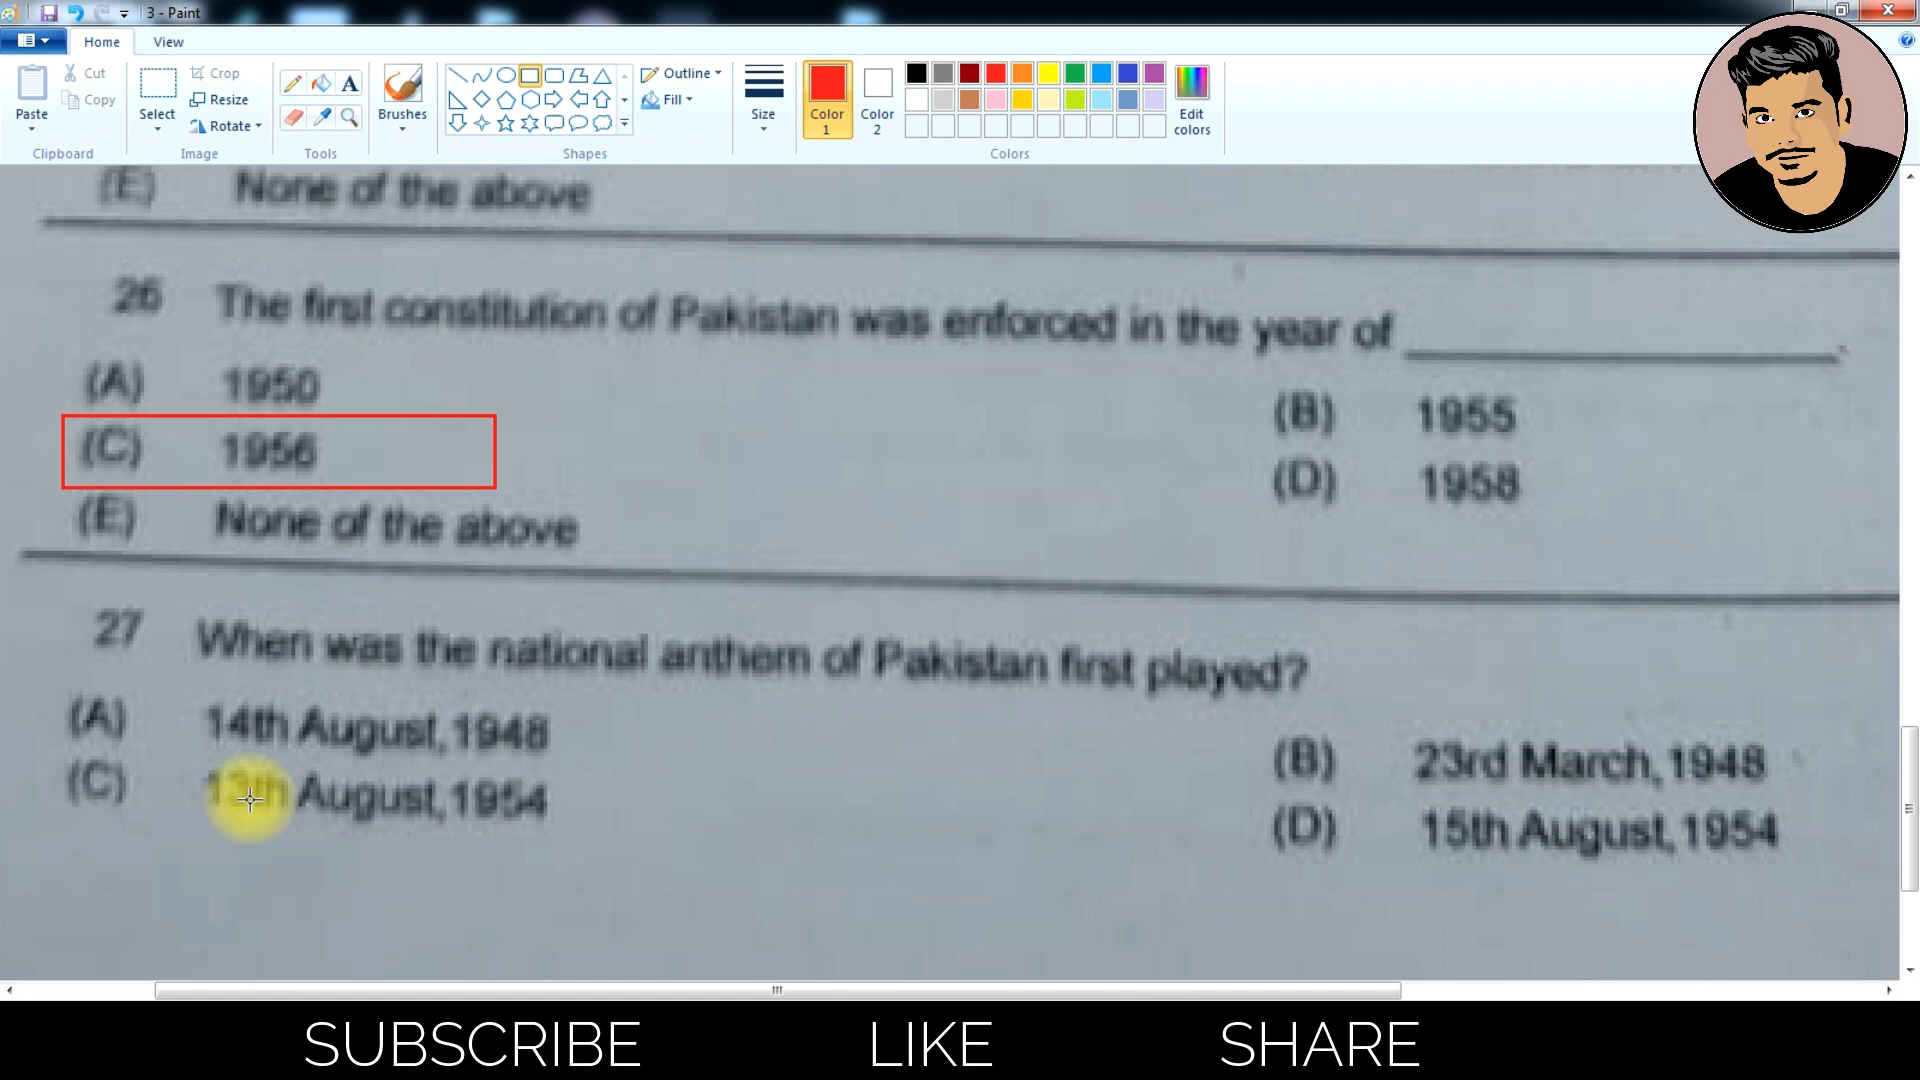 3 - Paint
Home View
Paste
Cut
Copy
Clipboard
Select
Crop
Resize
Rotate
Image
Tools
Brushes
Shapes
Outline
Fill
Size
Color 1
Color 2
Edit colors
Colors
(E) None of the above
26 The first constitution of Pakistan was enforced in the year of ____________.
(A) 1950
(B) 1955
(C) 1956
(D) 1958
(E) None of the above
27 When was the national anthem of Pakistan first played?
(A) 14th August, 1948
(B) 23rd March, 1948
(C) 13th August, 1954
(D) 15th August, 1954
SUBSCRIBE LIKE SHARE